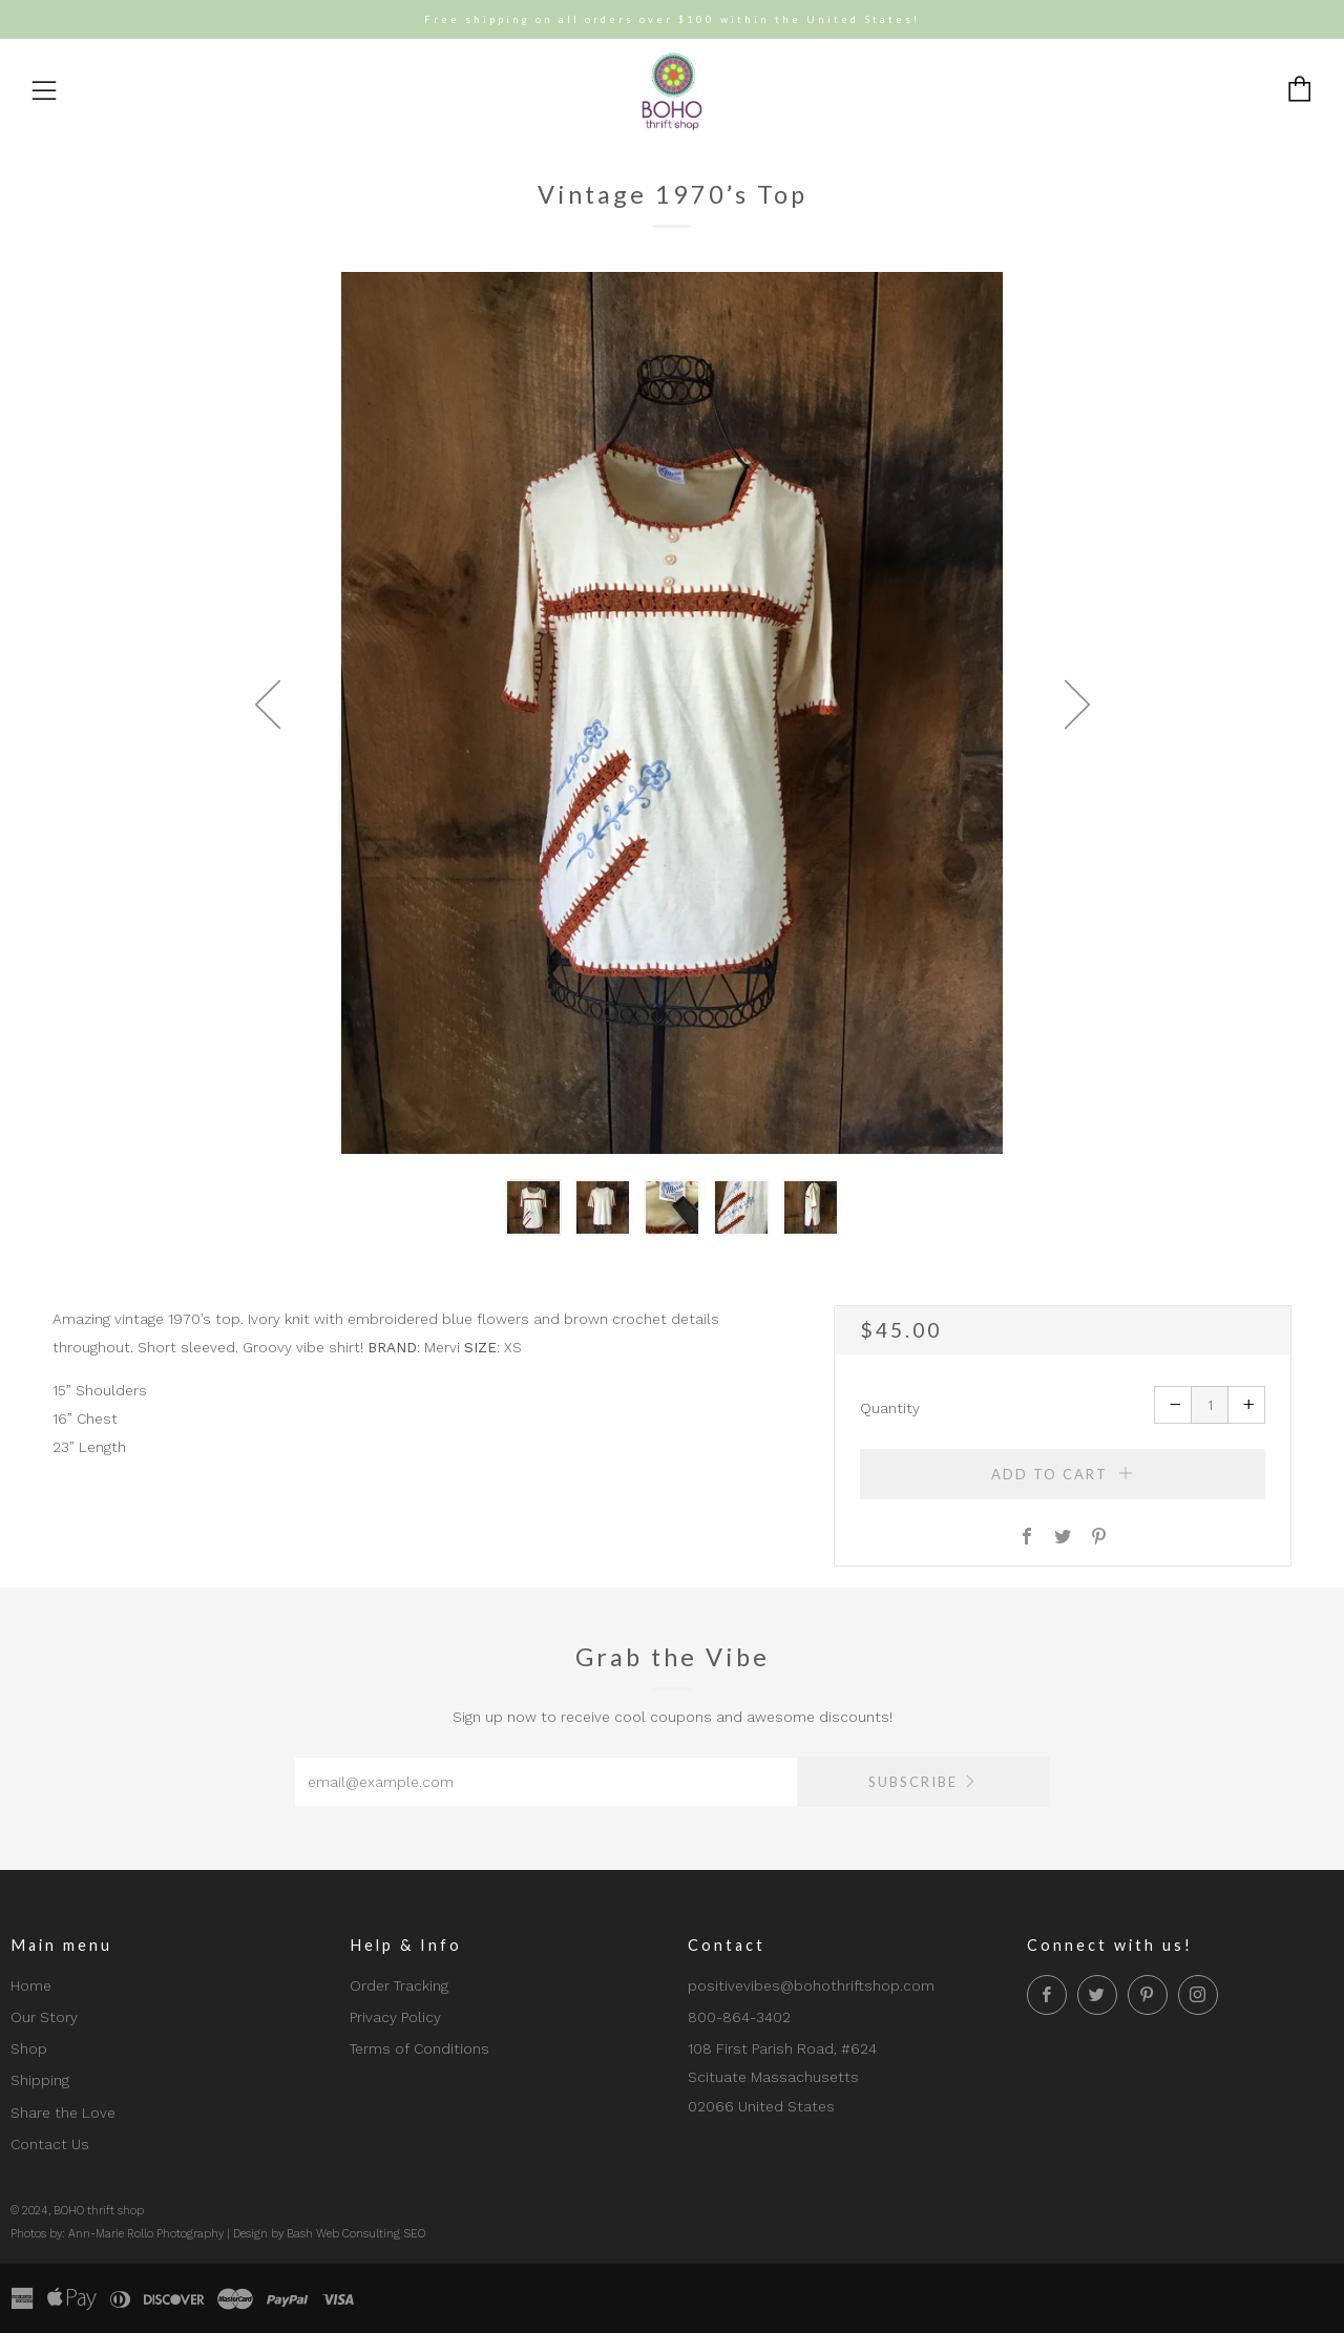 Free shipping on all orders over $100 within the United States!
BOHO
thrift shop
Vintage 1970’s Top
Amazing vintage 1970’s top. Ivory knit with embroidered blue flowers and brown crochet details
throughout. Short sleeved. Groovy vibe shirt! BRAND: Mervi SIZE: XS
15” Shoulders
16” Chest
23” Length
$45.00
Quantity
1
ADD TO CART
Grab the Vibe
Sign up now to receive cool coupons and awesome discounts!
email@example.com
SUBSCRIBE
Main menu
Home
Our Story
Shop
Shipping
Share the Love
Contact Us
Help & Info
Order Tracking
Privacy Policy
Terms of Conditions
Contact
positivevibes@bohothriftshop.com
800-864-3402
108 First Parish Road, #624
Scituate Massachusetts
02066 United States
Connect with us!
© 2024, BOHO thrift shop
Photos by: Ann-Marie Rollo Photography | Design by Bash Web Consulting SEO
Pay DISCOVER MasterCard PayPal VISA